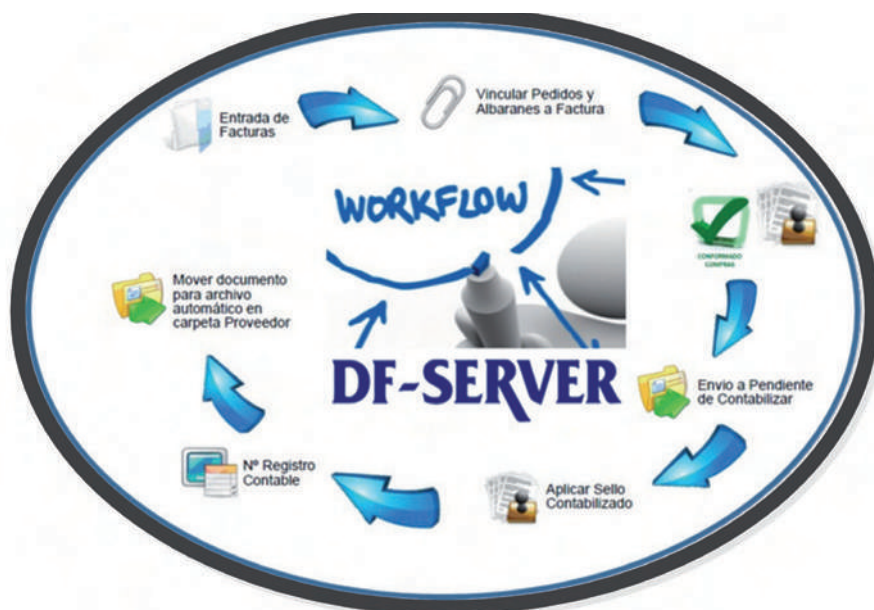 Entrada de
Facturas
Vincular Pedidos y
Albaranes a Factura
CONFORMADO
COMPRAS
WORKFLOW
Mover documento
para archivo
automático en
carpeta Proveedor
DF-SERVER
Envio a Pendiente
de Contabilizar
Nº Registro
Contable
Aplicar Sello
Contabilizado